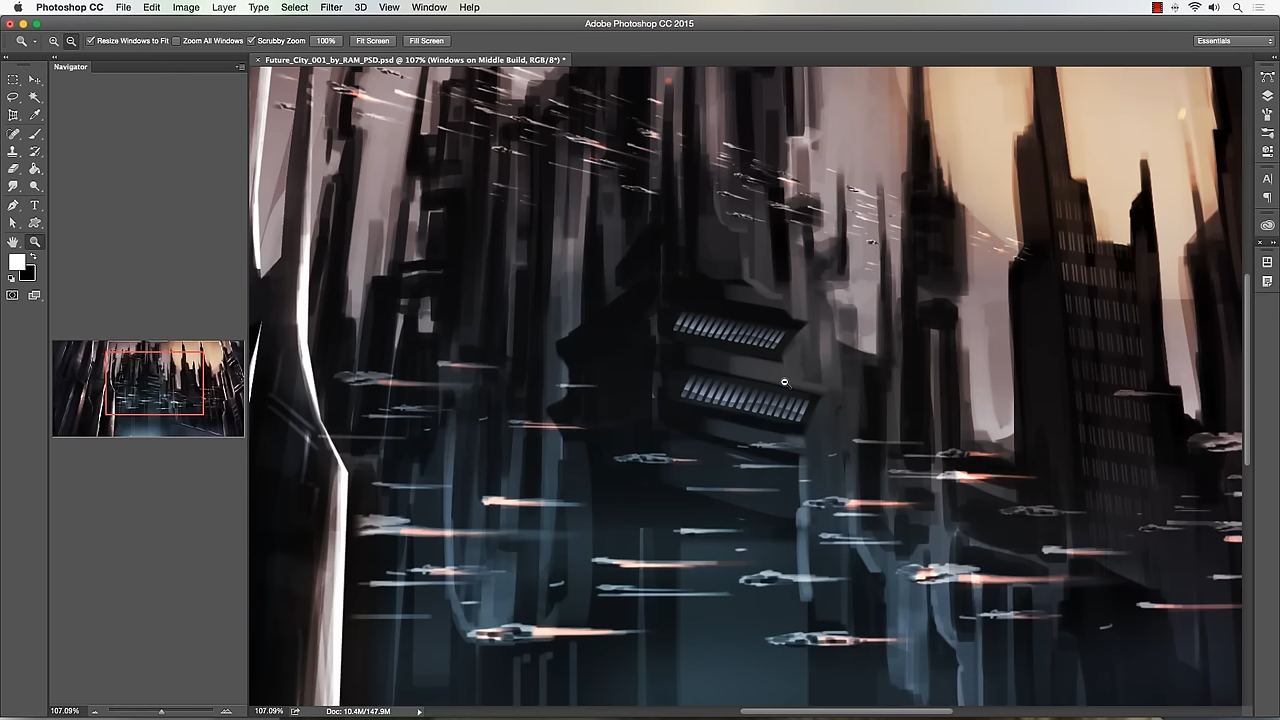 Photoshop CC File Edit Image Layer Type Select Filter 3D View Window Help
Adobe Photoshop CC 2015
Resize Windows to Fit Zoom All Windows Scrubby Zoom 100% Fit Screen Fill Screen Essentials
Navigator
× Future_City_001_by_RAM_PSD.psd @ 107% (Windows on Middle Build, RGB/8*) *
107.09%
107.09% Doc: 10.4M/147.9M